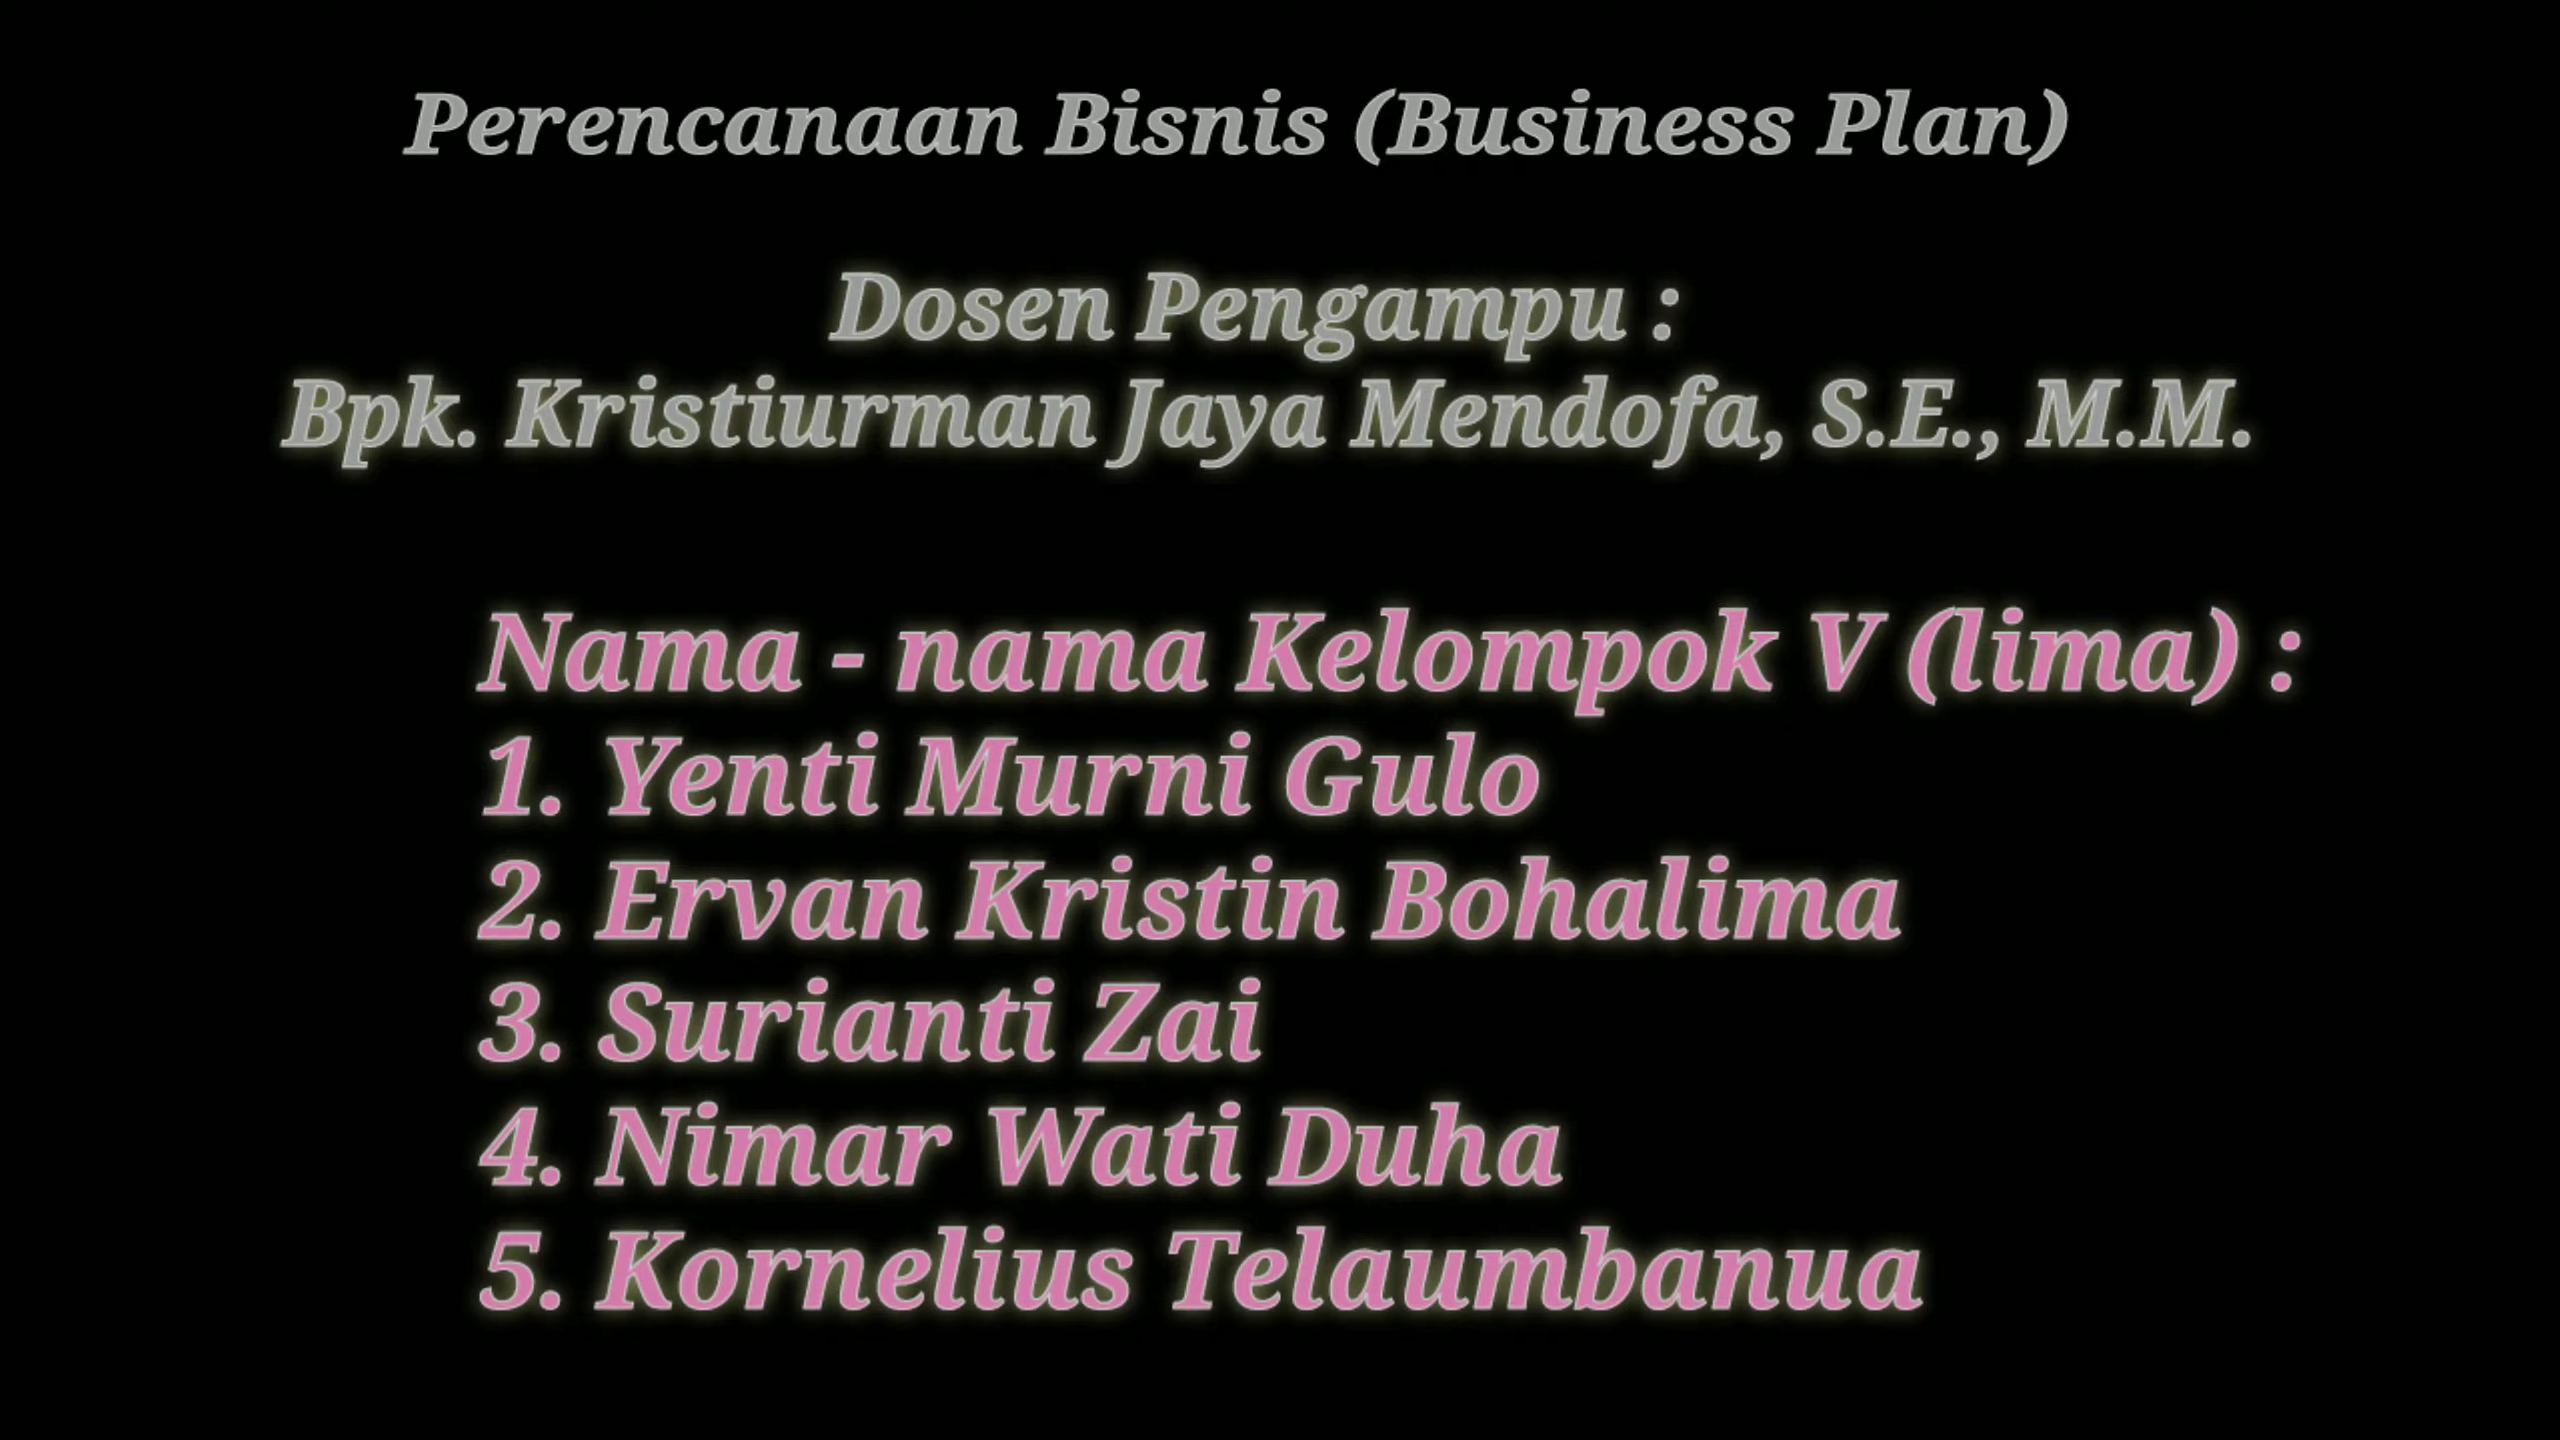 Perencanaan Bisnis (Business Plan)
Dosen Pengampu :
Bpk. Kristiurman Jaya Mendofa, S.E., M.M.
Nama - nama Kelompok V (lima) :
1. Yenti Murni Gulo
2. Ervan Kristin Bohalima
3. Surianti Zai
4. Nimar Wati Duha
5. Kornelius Telaumbanua